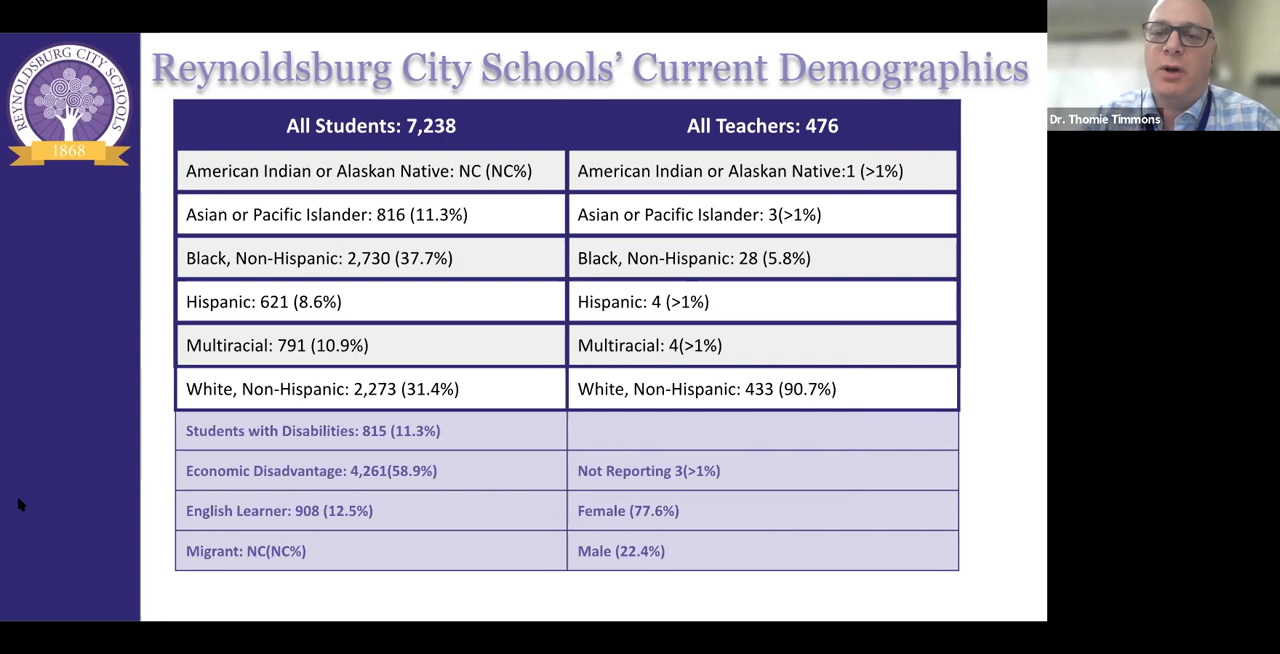 REYNOLDSBURG CITY SCHOOLS
1868
Reynoldsburg City Schools’ Current Demographics
Dr. Thomie Timmons
All Students: 7,238
All Teachers: 476
American Indian or Alaskan Native: NC (NC%)
American Indian or Alaskan Native:1 (>1%)
Asian or Pacific Islander: 816 (11.3%)
Asian or Pacific Islander: 3(>1%)
Black, Non-Hispanic: 2,730 (37.7%)
Black, Non-Hispanic: 28 (5.8%)
Hispanic: 621 (8.6%)
Hispanic: 4 (>1%)
Multiracial: 791 (10.9%)
Multiracial: 4(>1%)
White, Non-Hispanic: 2,273 (31.4%)
White, Non-Hispanic: 433 (90.7%)
Students with Disabilities: 815 (11.3%)
Economic Disadvantage: 4,261(58.9%)
Not Reporting 3(>1%)
English Learner: 908 (12.5%)
Female (77.6%)
Migrant: NC(NC%)
Male (22.4%)